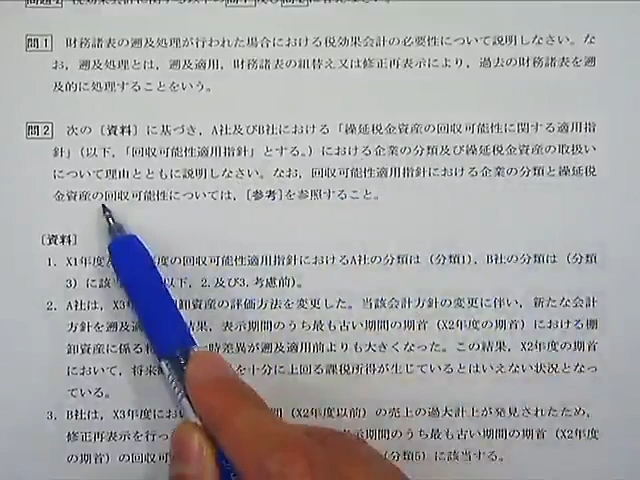 問1 財務諸表の遡及処理が行われた場合における税効果会計の必要性について説明しなさい。な
お，遡及処理とは，遡及適用，財務諸表の組替え又は修正再表示により，過去の財務諸表を遡
及的に処理することをいう。
問2 次の［資料］に基づき，A社及びB社における「繰延税金資産の回収可能性に関する適用指
針」（以下，「回収可能性適用指針」とする。）における企業の分類及び繰延税金資産の取扱い
について理由とともに説明しなさい。なお，回収可能性適用指針における企業の分類と繰延税
金資産の回収可能性については，［参考］を参照すること。
［資料］
1．X1年度 度の回収可能性適用指針におけるA社の分類は（分類1），B社の分類は（分類
3）に該 以下，2.及び3.考慮前）。
2．A社は，X3年 卸資産の評価方法を変更した。当該会計方針の変更に伴い，新たな会計
方針を遡及適 結果，表示期間のうち最も古い期間の期首（X2年度の期首）における棚
卸資産に係る 一時差異が遡及適用前よりも大きくなった。この結果，X2年度の期首
において，将来 を十分に上回る課税所得が生じているとはいえない状況となっ
ている。
3．B社は，X3年度にお 間（X2年度以前）の売上の過大計上が発見されたため，
修正再表示を行っ 表示期間のうち最も古い期間の期首（X2年度
の期首）の回収可 （分類5）に該当する。